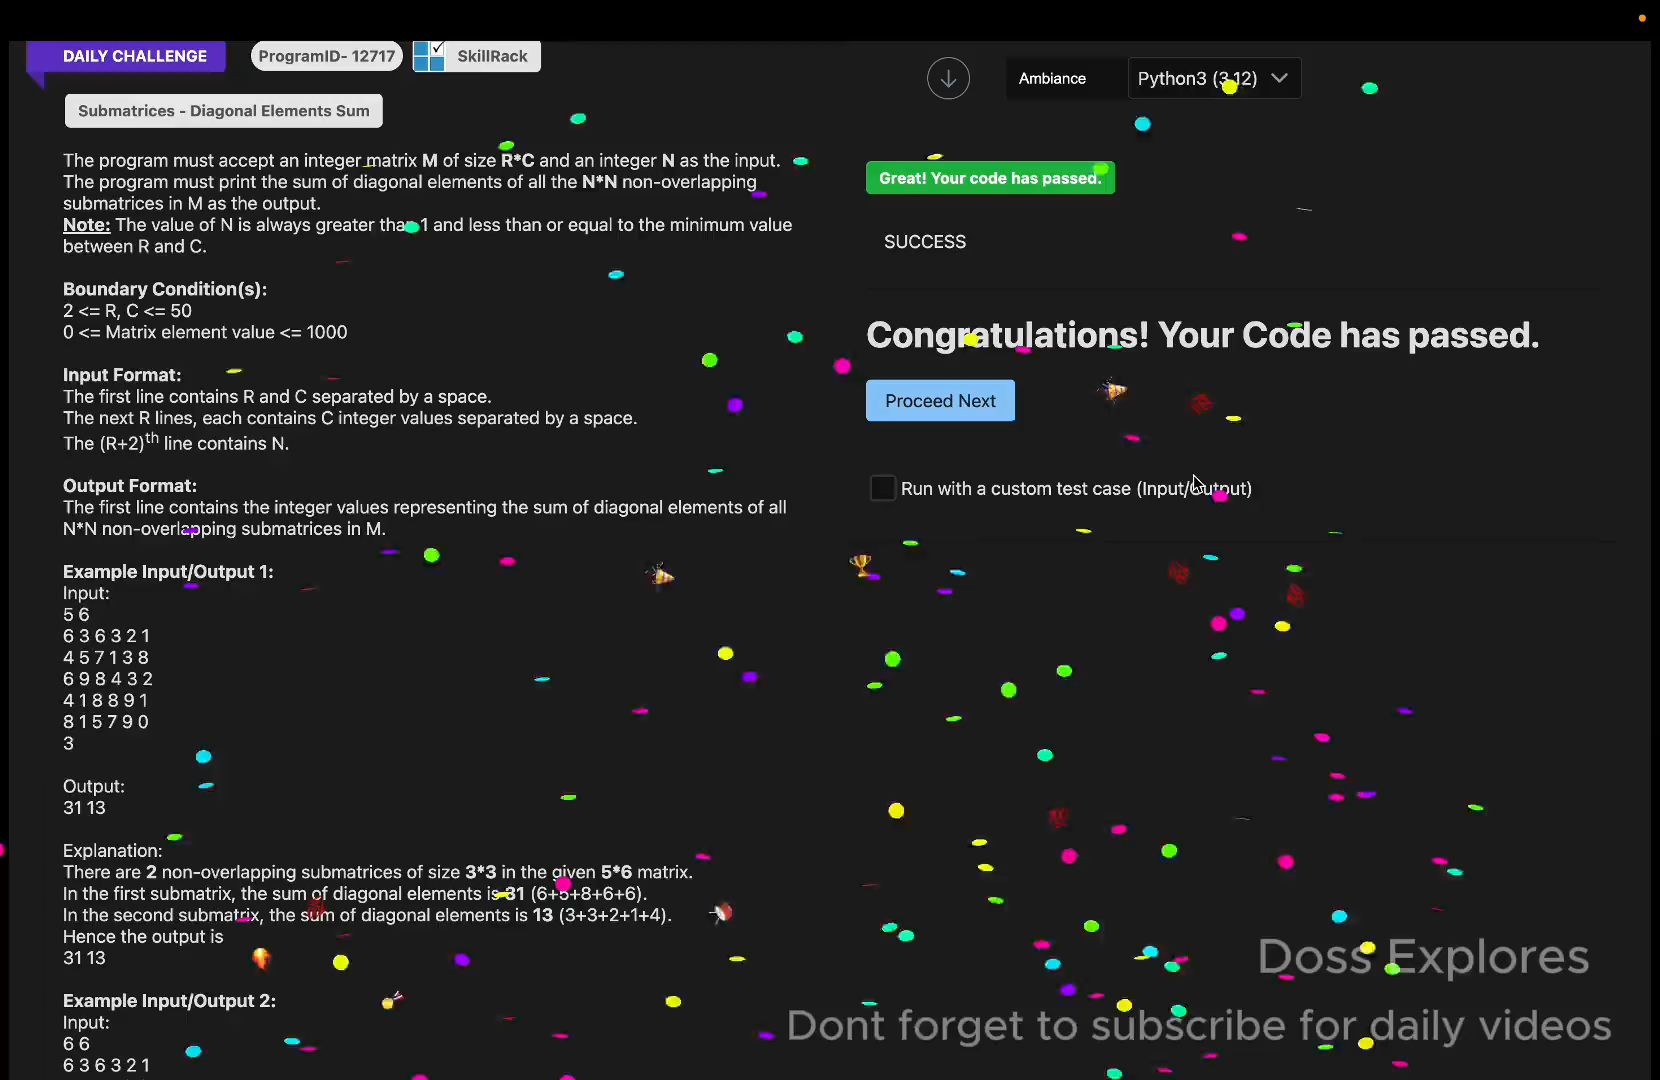 DAILY CHALLENGE
ProgramID- 12717
SkillRack
Ambiance
Python3 (3.12)
Submatrices - Diagonal Elements Sum
The program must accept an integer matrix M of size R*C and an integer N as the input.
The program must print the sum of diagonal elements of all the N*N non-overlapping
submatrices in M as the output.
Note: The value of N is always greater than 1 and less than or equal to the minimum value
between R and C.
Boundary Condition(s):
2 <= R, C <= 50
0 <= Matrix element value <= 1000
Input Format:
The first line contains R and C separated by a space.
The next R lines, each contains C integer values separated by a space.
The (R+2)th line contains N.
Output Format:
The first line contains the integer values representing the sum of diagonal elements of all
N*N non-overlapping submatrices in M.
Example Input/Output 1:
Input:
5 6
6 3 6 3 2 1
4 5 7 1 3 8
6 9 8 4 3 2
4 1 8 8 9 1
8 1 5 7 9 0
3
Output:
31 13
Explanation:
There are 2 non-overlapping submatrices of size 3*3 in the given 5*6 matrix.
In the first submatrix, the sum of diagonal elements is 31 (6+5+8+6+6).
In the second submatrix, the sum of diagonal elements is 13 (3+3+2+1+4).
Hence the output is
31 13
Example Input/Output 2:
Input:
6 6
6 3 6 3 2 1
Great! Your code has passed.
SUCCESS
Congratulations! Your Code has passed.
Proceed Next
Run with a custom test case (Input/Output)
Doss Explores
Dont forget to subscribe for daily videos